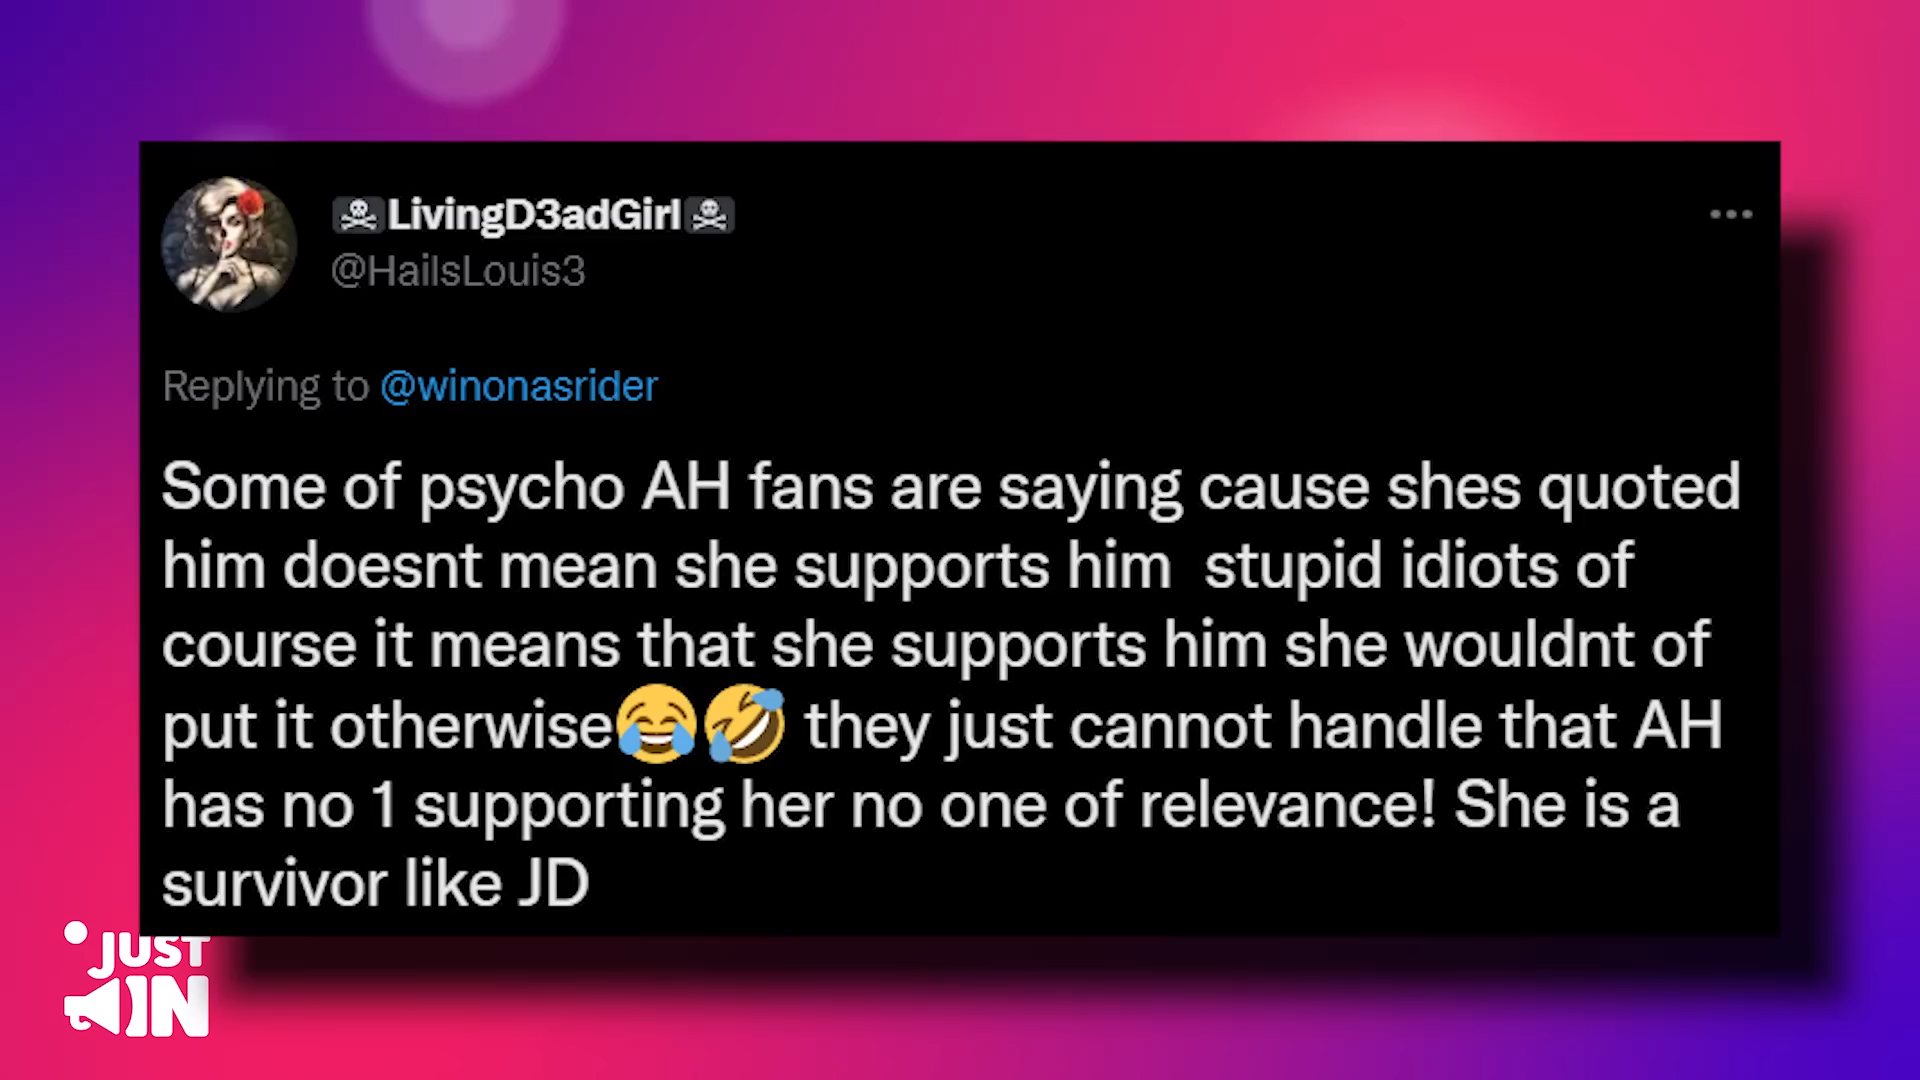 ☠LivingD3adGirl☠
@HailsLouis3
Replying to @winonasrider
Some of psycho AH fans are saying cause shes quoted
him doesnt mean she supports him  stupid idiots of
course it means that she supports him she wouldnt of
put it otherwise😂🤣 they just cannot handle that AH
has no 1 supporting her no one of relevance! She is a
survivor like JD
JUST
IN